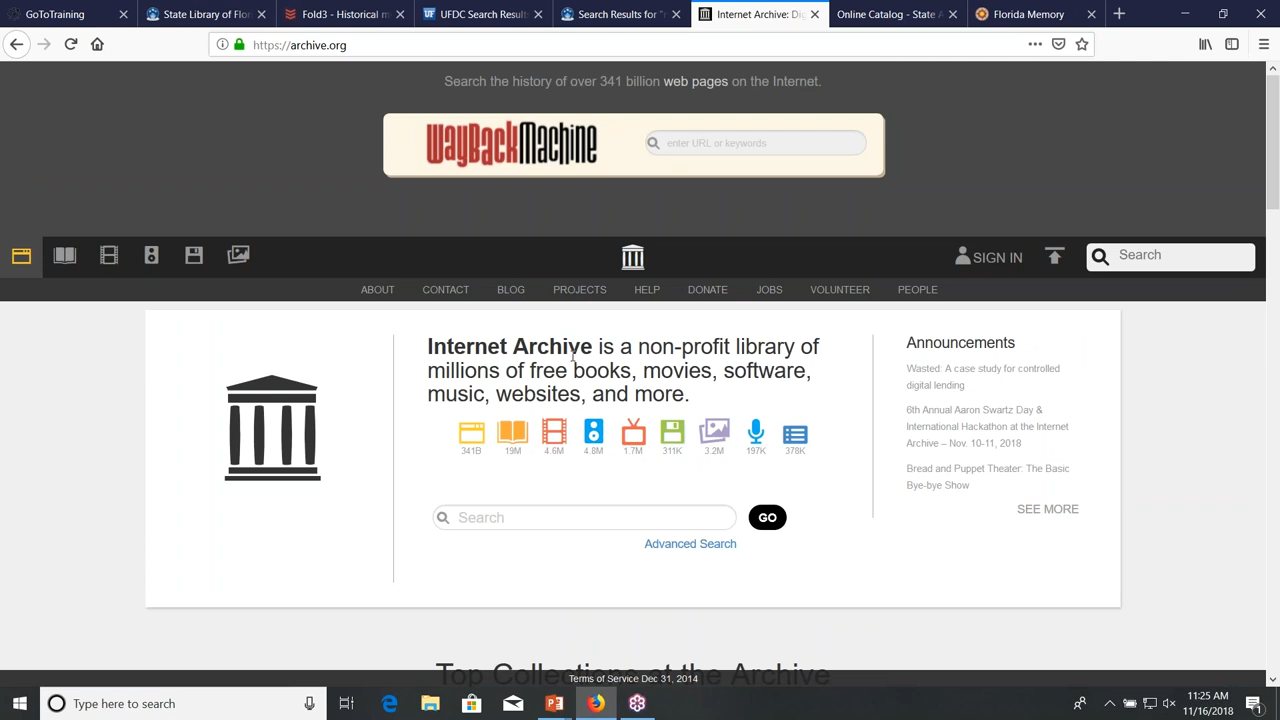 GoToTraining
State Library of Flor
Fold3 - Historical m
UFDC Search Result
Search Results for "r
Internet Archive: Dig
Online Catalog - State A
Florida Memory
https://archive.org
Search the history of over 341 billion web pages on the Internet.
WayBackMachine
enter URL or keywords
SIGN IN
Search
ABOUT CONTACT BLOG PROJECTS HELP DONATE JOBS VOLUNTEER PEOPLE
Internet Archive is a non-profit library of
millions of free books, movies, software,
music, websites, and more.
341B 19M 4.6M 4.8M 1.7M 311K 3.2M 197K 378K
Search
GO
Advanced Search
Announcements
Wasted: A case study for controlled
digital lending
6th Annual Aaron Swartz Day &
International Hackathon at the Internet
Archive – Nov. 10-11, 2018
Bread and Puppet Theater: The Basic
Bye-bye Show
SEE MORE
Top Collections at the Archive
Terms of Service Dec 31, 2014
Type here to search
11:25 AM
11/16/2018
1